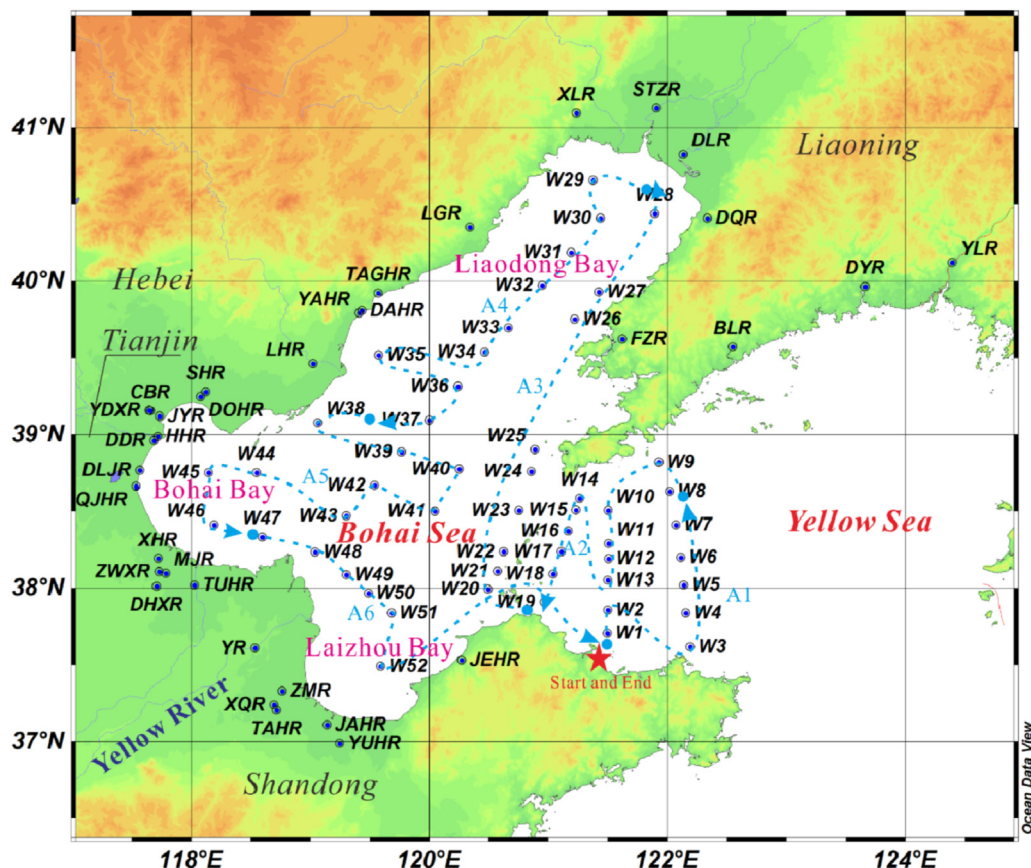 XLR
STZR
41°N
DLR
Liaoning
W29
W28
LGR
W30
DQR
W31
YLR
Liaodong Bay
40°N
Hebei
TAGHR
W32
W27
DYR
YAHR
DAHR
A4
W33
W26
Tianjin
LHR
W34
FZR
BLR
W35
SHR
W36
A3
CBR
YDXR
JYR
DOHR
W38
W37
39°N
DDR
HHR
W25
W39
DLJR
W45
W44
W40
W24
W9
Bohai Bay
A5
W42
W14
W10
W8
QJHR
W46
W47
W43
Bohai Sea
W41
W23
W15
W16
W11
W7
Yellow Sea
XHR
W48
W22
W17
A2
W12
W6
ZWXR
MJR
W49
W21
W18
W13
38°N
DHXR
TUHR
W50
W20
W5
A1
A6
W51
W19
W2
W4
Laizhou Bay
W1
YR
W52
JEHR
W3
Start and End
ZMR
XQR
Yellow River
TAHR
JAHR
37°N
YUHR
Shandong
Ocean Data View
118°E
120°E
122°E
124°E